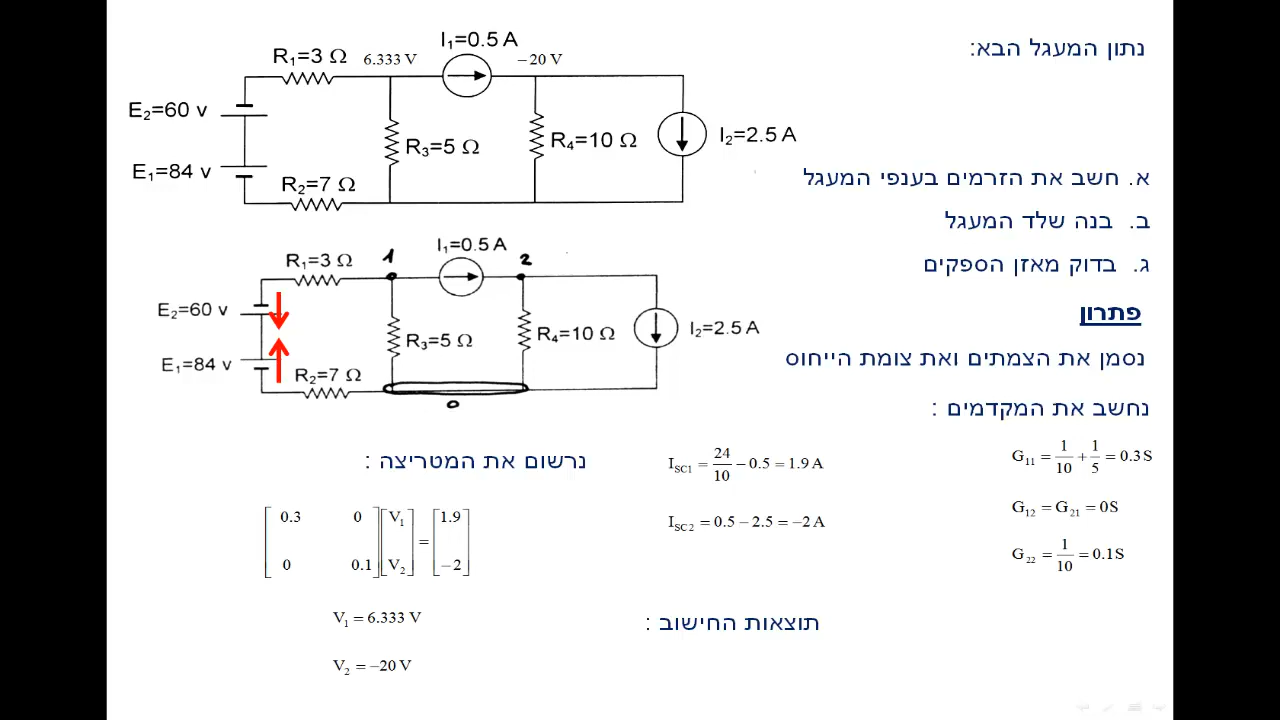 נתון המעגל הבא:
I₁=0.5 A
R₁=3 Ω
6.333 V
−20 V
E₂=60 v
R₃=5 Ω
R₄=10 Ω
I₂=2.5 A
E₁=84 v
R₂=7 Ω
א. חשב את הזרמים בענפי המעגל
ב. בנה שלד המעגל
ג. בדוק מאזן הספקים
פתרון
נסמן את הצמתים ואת צומת הייחוס
1
I₁=0.5 A
2
R₁=3 Ω
E₂=60 v
R₃=5 Ω
R₄=10 Ω
I₂=2.5 A
E₁=84 v
R₂=7 Ω
0
נחשב את המקדמים :
G₁₁ = 1/10 + 1/5 = 0.3S
G₁₂ = G₂₁ = 0S
G₂₂ = 1/10 = 0.1S
I_SC1 = 24/10 − 0.5 = 1.9 A
I_SC2 = 0.5 − 2.5 = −2 A
נרשום את המטריצה :
[0.3 0; 0 0.1][V₁; V₂] = [1.9; −2]
תוצאות החישוב :
V₁ = 6.333 V
V₂ = −20 V